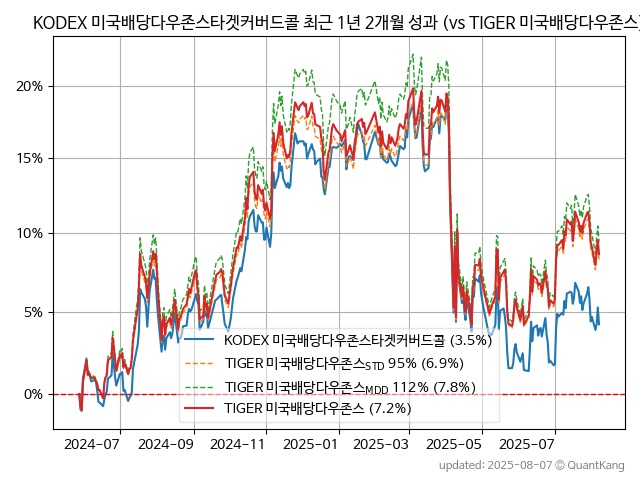 KODEX 미국배당다우존스타겟커버드콜 최근 1년 2개월 성과 (vs TIGER 미국배당다우존스)
20%
15%
10%
5%
0%
KODEX 미국배당다우존스타겟커버드콜 (3.5%)
TIGER 미국배당다우존스STD 95% (6.9%)
TIGER 미국배당다우존스MDD 112% (7.8%)
TIGER 미국배당다우존스 (7.2%)
2024-07 2024-09 2024-11 2025-01 2025-03 2025-05 2025-07
updated: 2025-08-07 © QuantKang